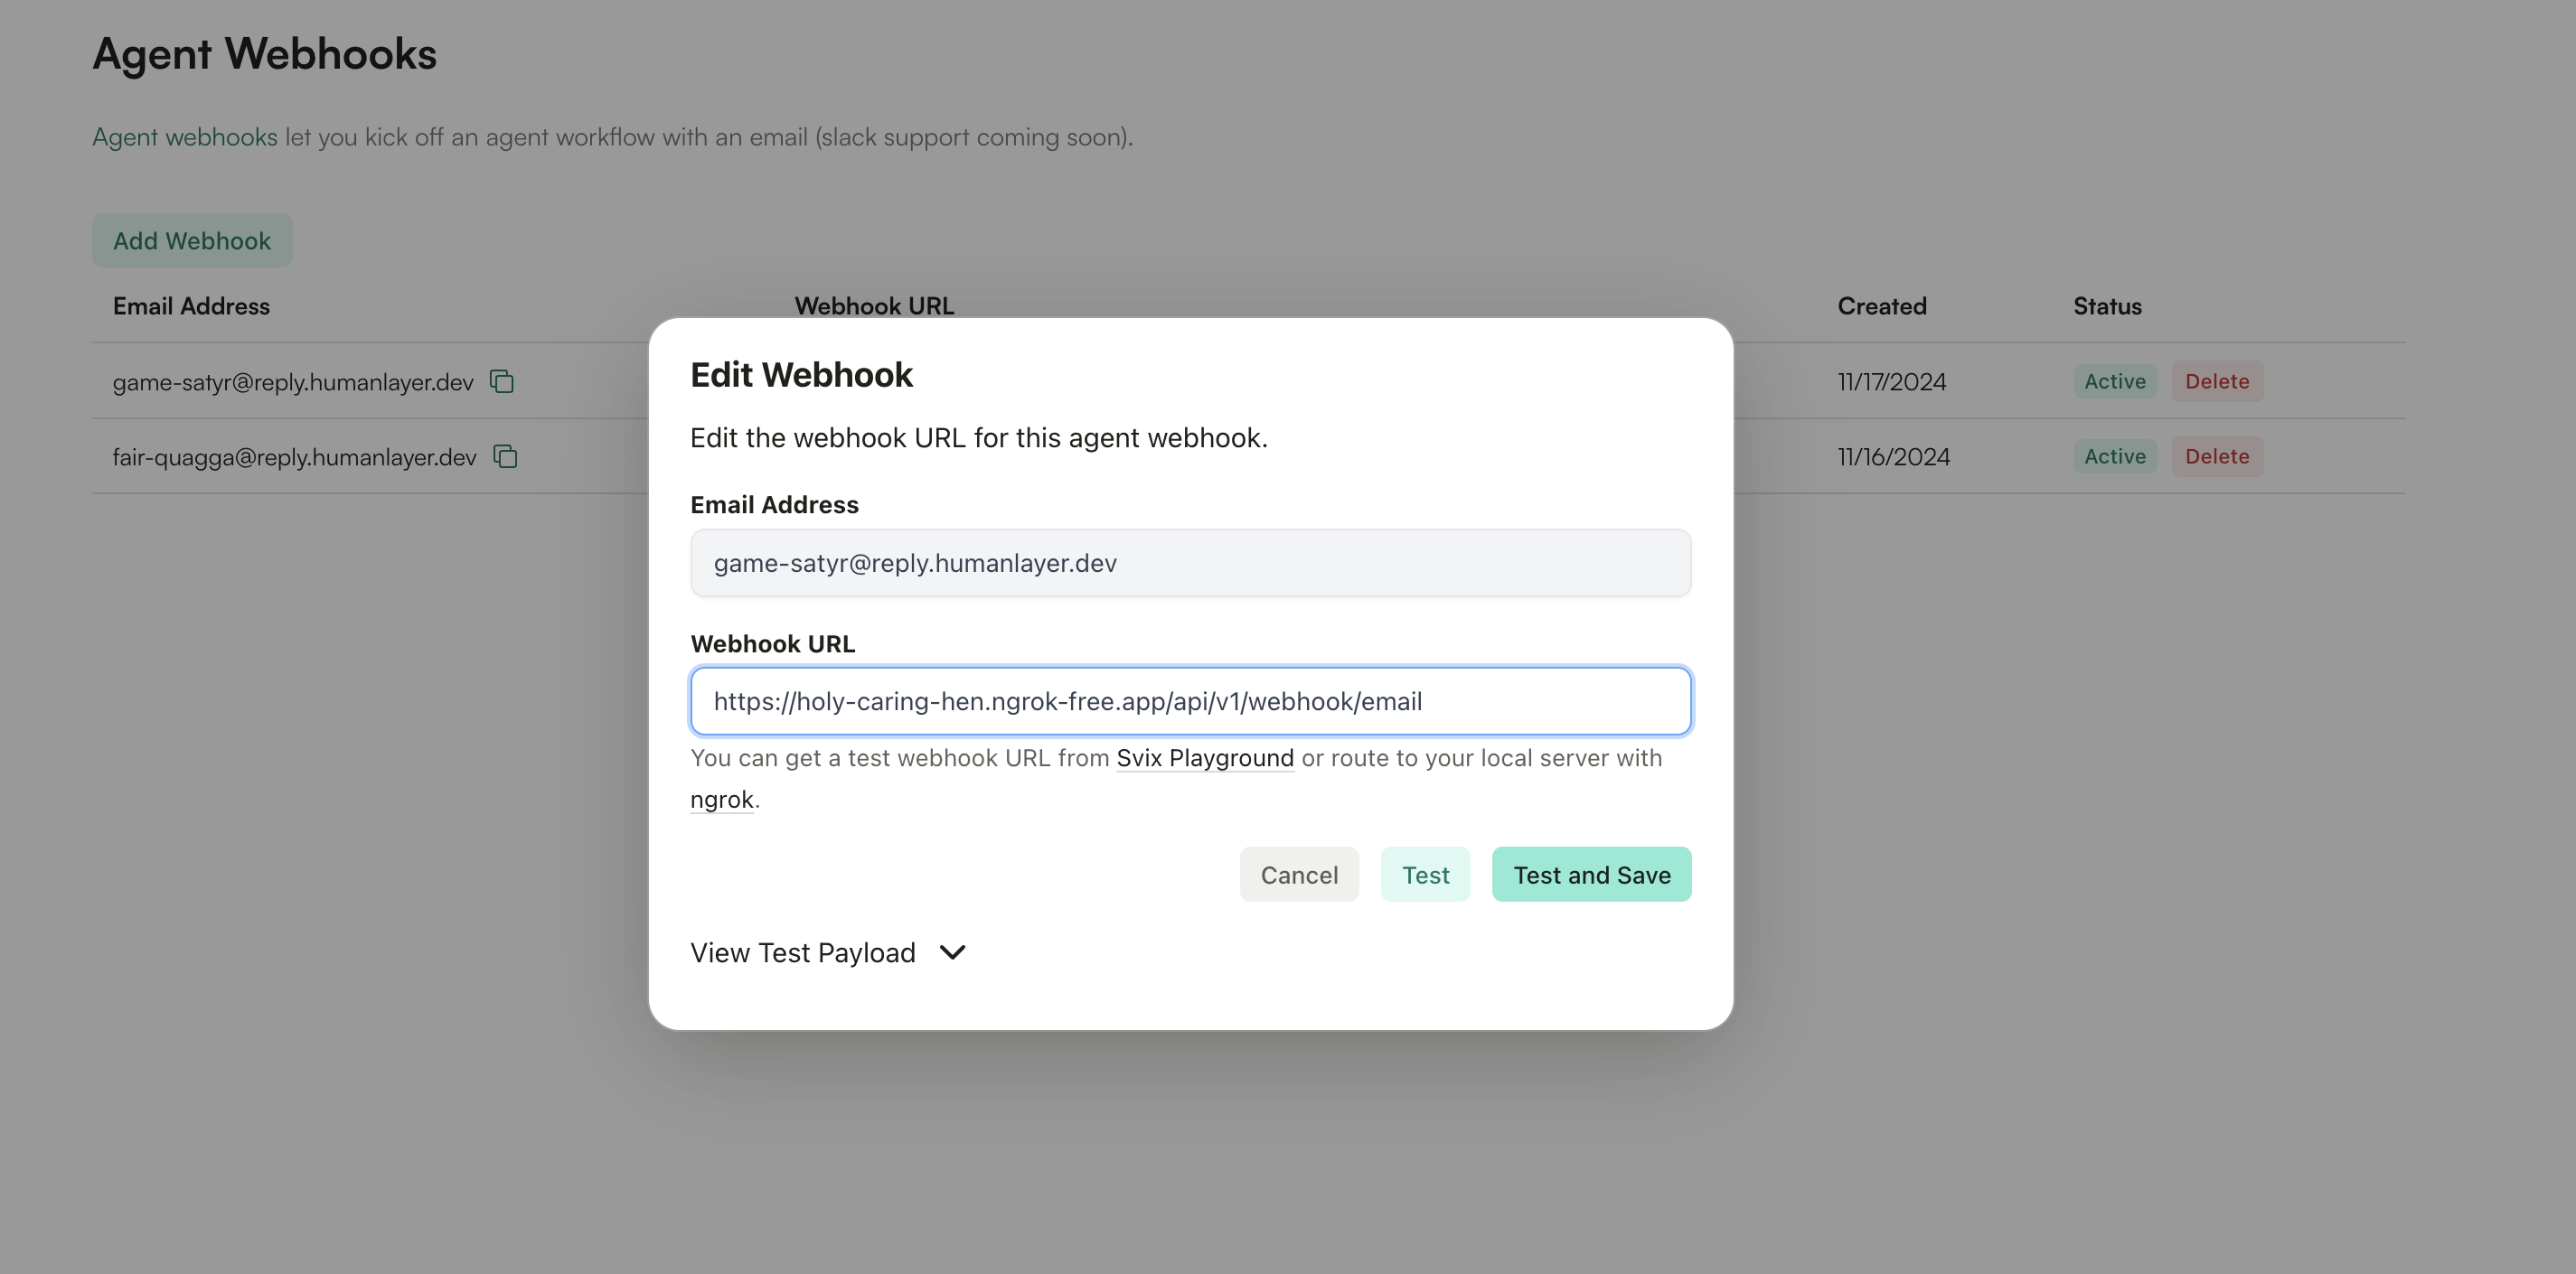 Agent Webhooks
Agent webhooks let you kick off an agent workflow with an email (slack support coming soon).
Add Webhook
Email Address Webhook URL Created Status
game-satyr@reply.humanlayer.dev 11/17/2024 Active Delete
fair-quagga@reply.humanlayer.dev 11/16/2024 Active Delete
Edit Webhook
Edit the webhook URL for this agent webhook.
Email Address
game-satyr@reply.humanlayer.dev
Webhook URL
https://holy-caring-hen.ngrok-free.app/api/v1/webhook/email
You can get a test webhook URL from Svix Playground or route to your local server with
ngrok.
Cancel Test Test and Save
View Test Payload